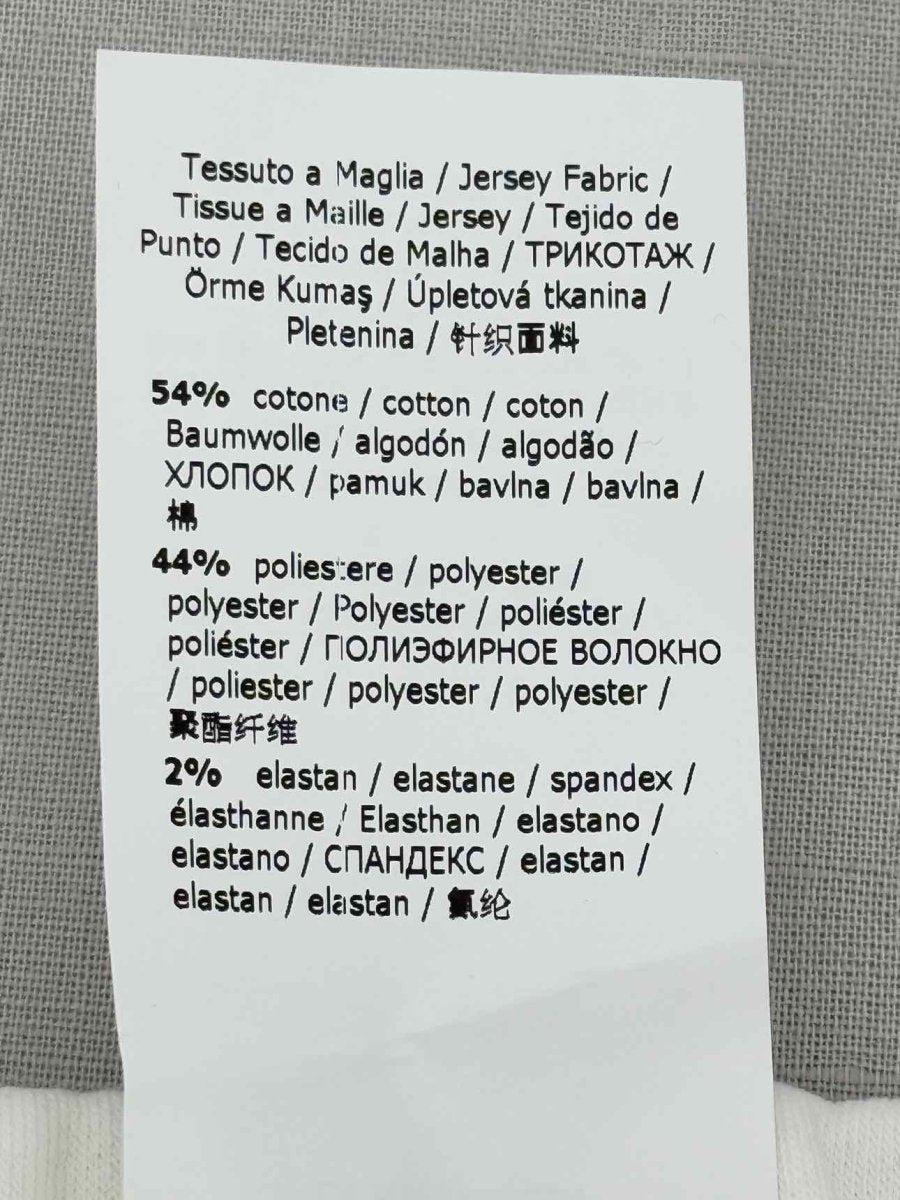 Tessuto a Maglia / Jersey Fabric /
Tissue a Maille / Jersey / Tejido de
Punto / Tecido de Malha / ТРИКОТАЖ /
Örme Kumaş / Úpletová tkanina /
Pletenina / 针织面料
54% cotone / cotton / coton /
Baumwolle / algodón / algodão /
ХЛОПОК / pamuk / bavlna / bavlna /
棉
44% poliestere / polyester /
polyester / Polyester / poliéster /
poliéster / ПОЛИЭФИРНОЕ ВОЛОКНО
/ poliester / polyester / polyester /
聚酯纤维
2% elastan / elastane / spandex /
élasthanne / Elasthan / elastano /
elastano / СПАНДЕКС / elastan /
elastan / elastan / 氨纶